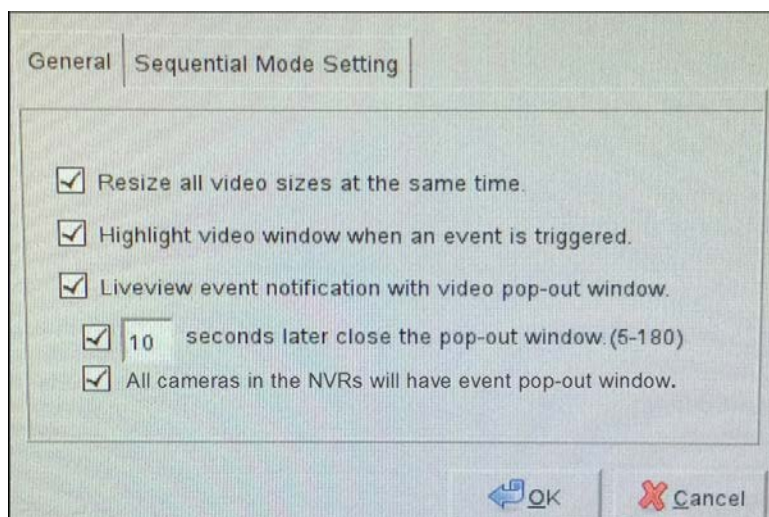 General
Sequential Mode Setting
Resize all video sizes at the same time.
Highlight video window when an event is triggered.
Liveview event notification with video pop-out window.
10 seconds later close the pop-out window.(5-180)
All cameras in the NVRs will have event pop-out window.
OK
Cancel